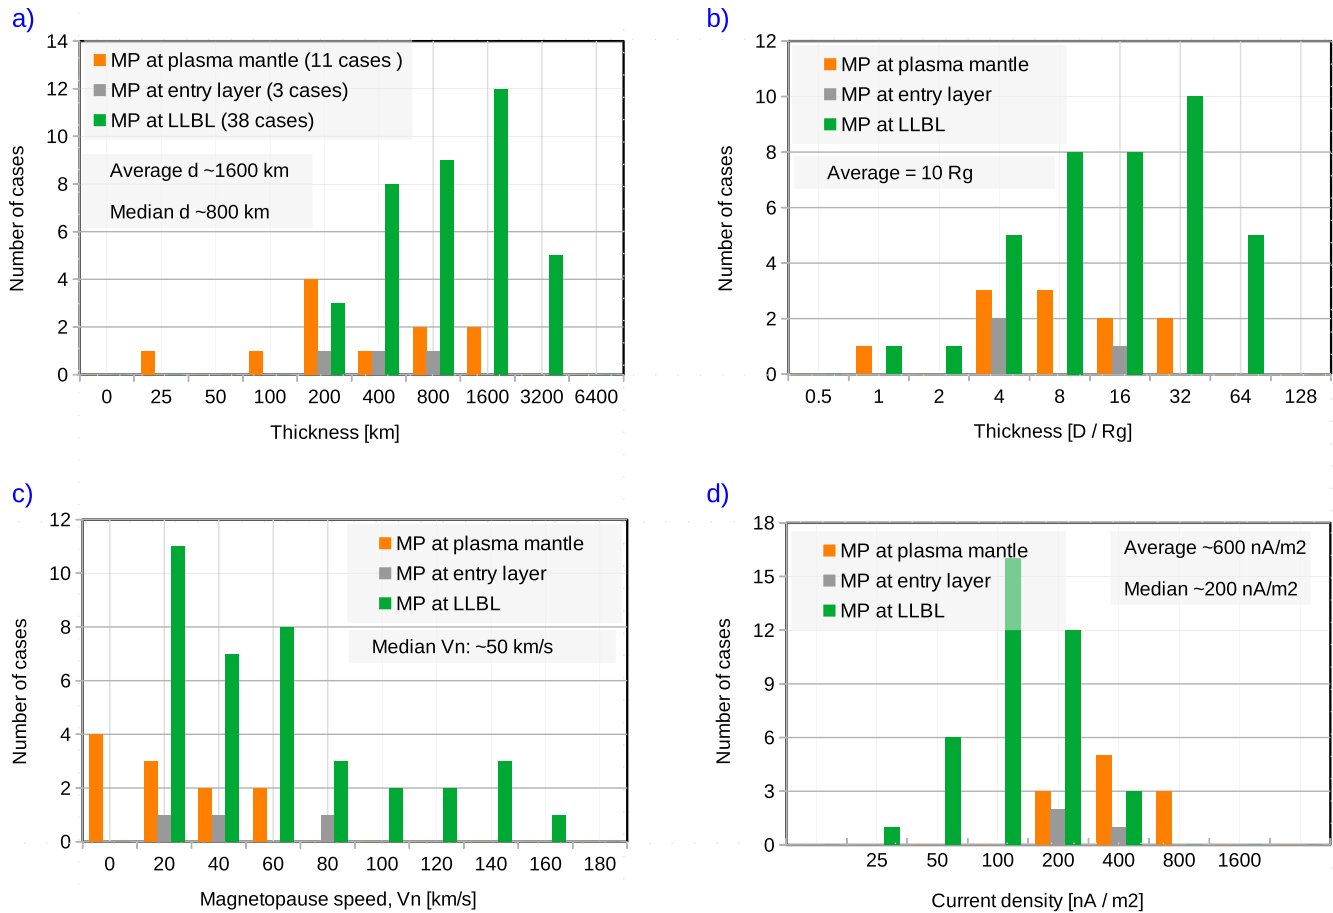 a)
14
12
10
8
6
4
2
0
Number of cases
MP at plasma mantle (11 cases )
MP at entry layer (3 cases)
MP at LLBL (38 cases)
Average d ~1600 km
Median d ~800 km
0 25 50 100 200 400 800 1600 3200 6400
Thickness [km]
b)
12
10
8
6
4
2
0
Number of cases
MP at plasma mantle
MP at entry layer
MP at LLBL
Average = 10 Rg
0.5 1 2 4 8 16 32 64 128
Thickness [D / Rg]
c)
12
10
8
6
4
2
0
Number of cases
MP at plasma mantle
MP at entry layer
MP at LLBL
Median Vn: ~50 km/s
0 20 40 60 80 100 120 140 160 180
Magnetopause speed, Vn [km/s]
d)
18
15
12
9
6
3
0
Number of cases
MP at plasma mantle
MP at entry layer
MP at LLBL
Average ~600 nA/m2
Median ~200 nA/m2
25 50 100 200 400 800 1600
Current density [nA / m2]